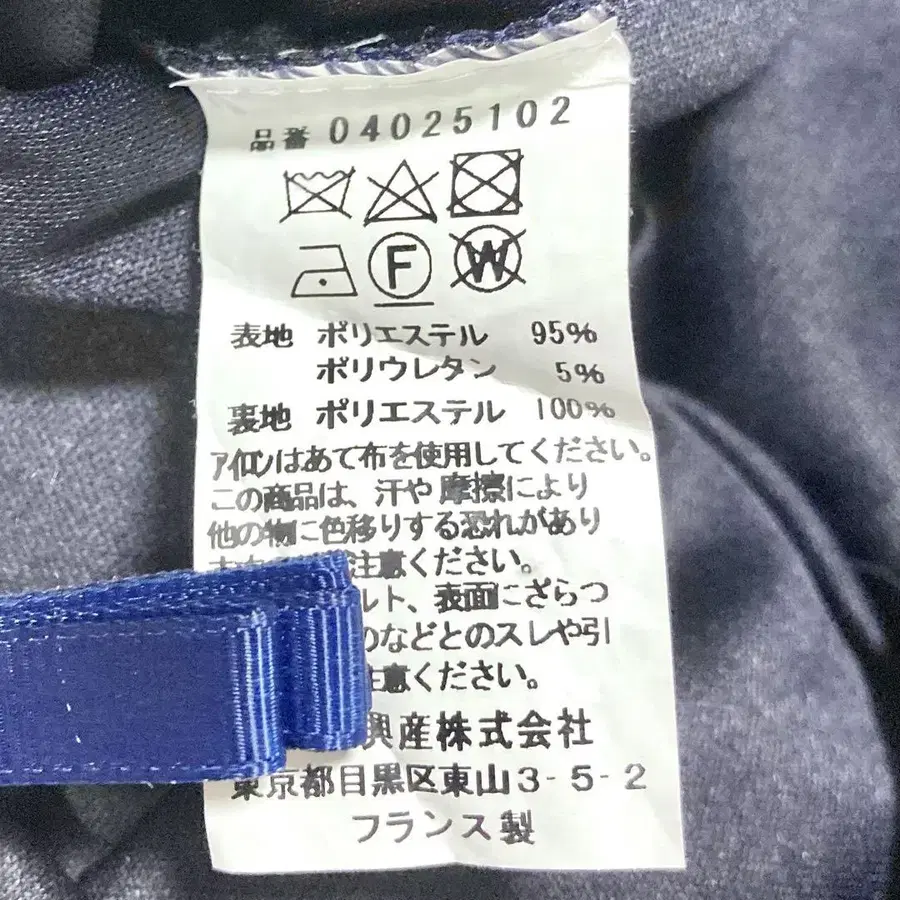 品番 04025102
F W
表地 ポリエステル 95%
ポリウレタン 5%
裏地 ポリエステル 100%
アイロンはあて布を使用してください。
この商品は、汗や摩擦により
他の物に色移りする恐れがあり
注意ください。
ルト、表面にざらつ
のなどとのスレや引
注意ください。
興産株式会社
東京都目黒区東山3-5-2
フランス製